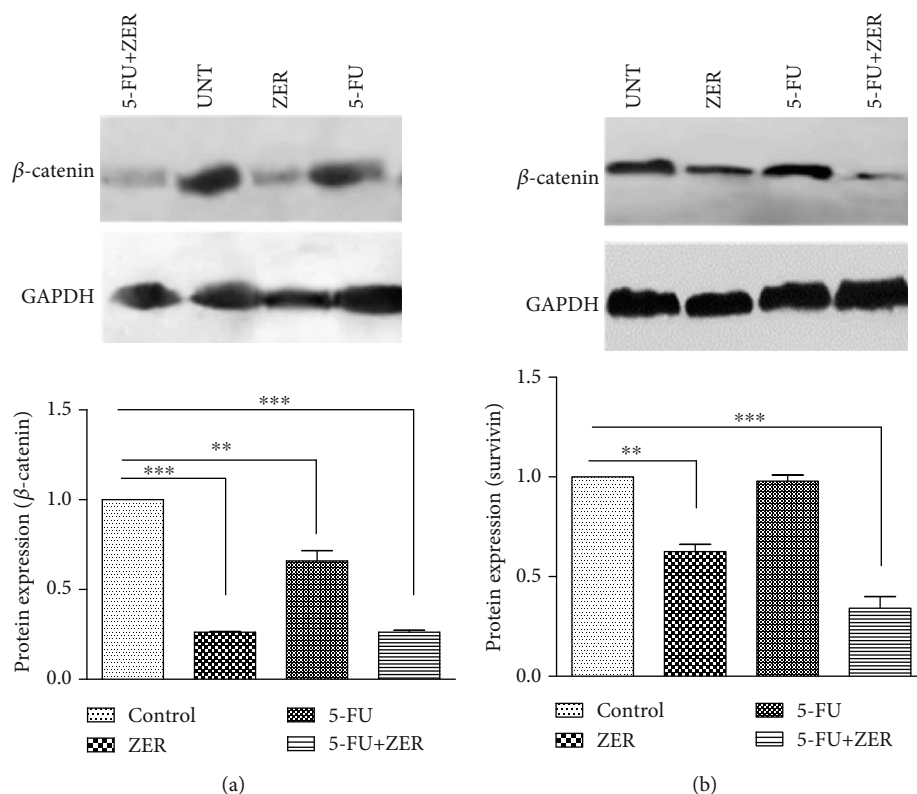 5-FU+ZER
UNT
ZER
5-FU
β-catenin
GAPDH
1.5
1.0
0.5
0.0
Protein expression (β-catenin)
***
**
***
Control
5-FU
ZER
5-FU+ZER
(a)
UNT
ZER
5-FU
5-FU+ZER
β-catenin
GAPDH
1.5
1.0
0.5
0.0
Protein expression (survivin)
***
**
Control
5-FU
ZER
5-FU+ZER
(b)